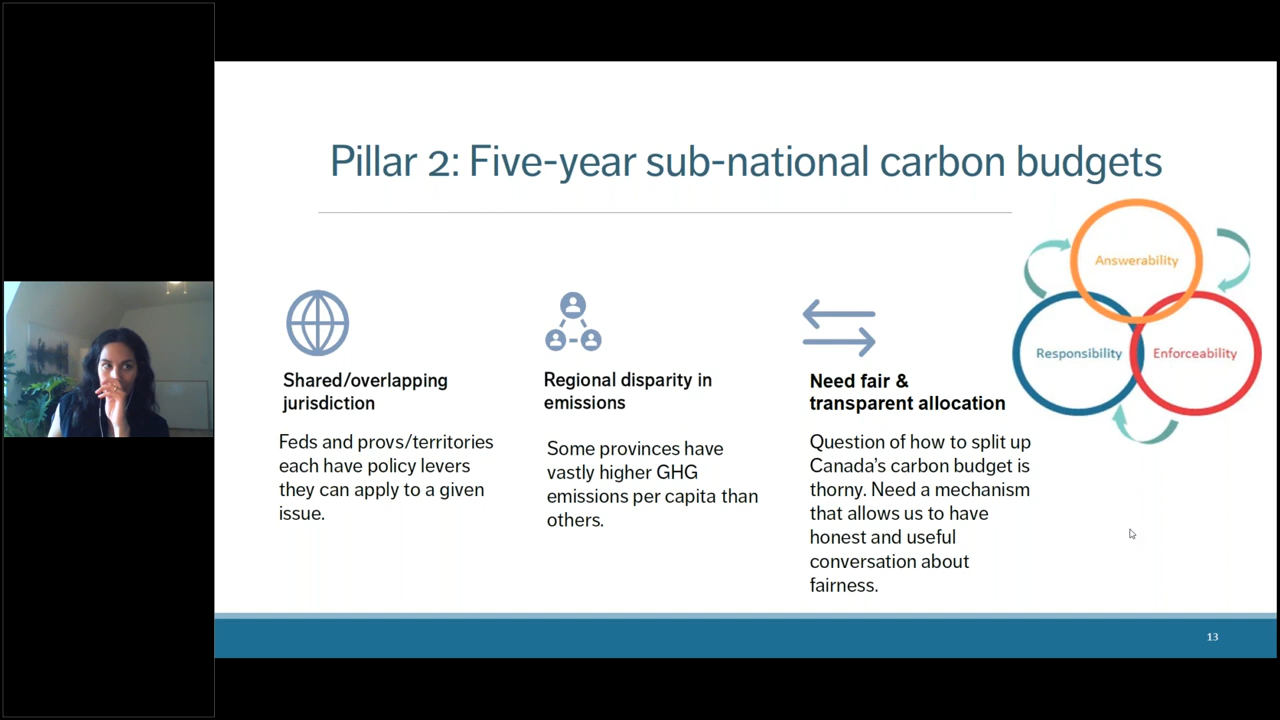 Pillar 2: Five-year sub-national carbon budgets
Answerability
Responsibility
Enforceability
Shared/overlapping
jurisdiction
Feds and provs/territories
each have policy levers
they can apply to a given
issue.
Regional disparity in
emissions
Some provinces have
vastly higher GHG
emissions per capita than
others.
Need fair &
transparent allocation
Question of how to split up
Canada’s carbon budget is
thorny. Need a mechanism
that allows us to have
honest and useful
conversation about
fairness.
13